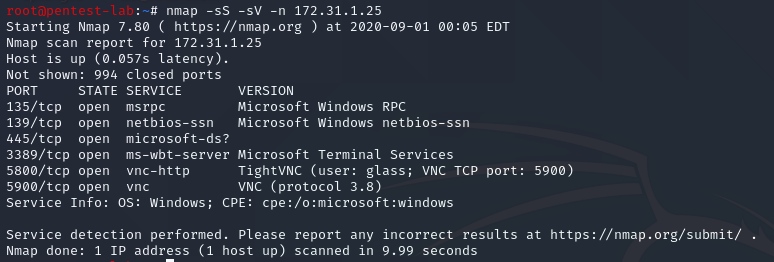 root@pentest-lab:~# nmap -sS -sV -n 172.31.1.25
Starting Nmap 7.80 ( https://nmap.org ) at 2020-09-01 00:05 EDT
Nmap scan report for 172.31.1.25
Host is up (0.057s latency).
Not shown: 994 closed ports
PORT     STATE SERVICE       VERSION
135/tcp  open  msrpc         Microsoft Windows RPC
139/tcp  open  netbios-ssn   Microsoft Windows netbios-ssn
445/tcp  open  microsoft-ds?
3389/tcp open  ms-wbt-server Microsoft Terminal Services
5800/tcp open  vnc-http      TightVNC (user: glass; VNC TCP port: 5900)
5900/tcp open  vnc           VNC (protocol 3.8)
Service Info: OS: Windows; CPE: cpe:/o:microsoft:windows
Service detection performed. Please report any incorrect results at https://nmap.org/submit/ .
Nmap done: 1 IP address (1 host up) scanned in 9.99 seconds